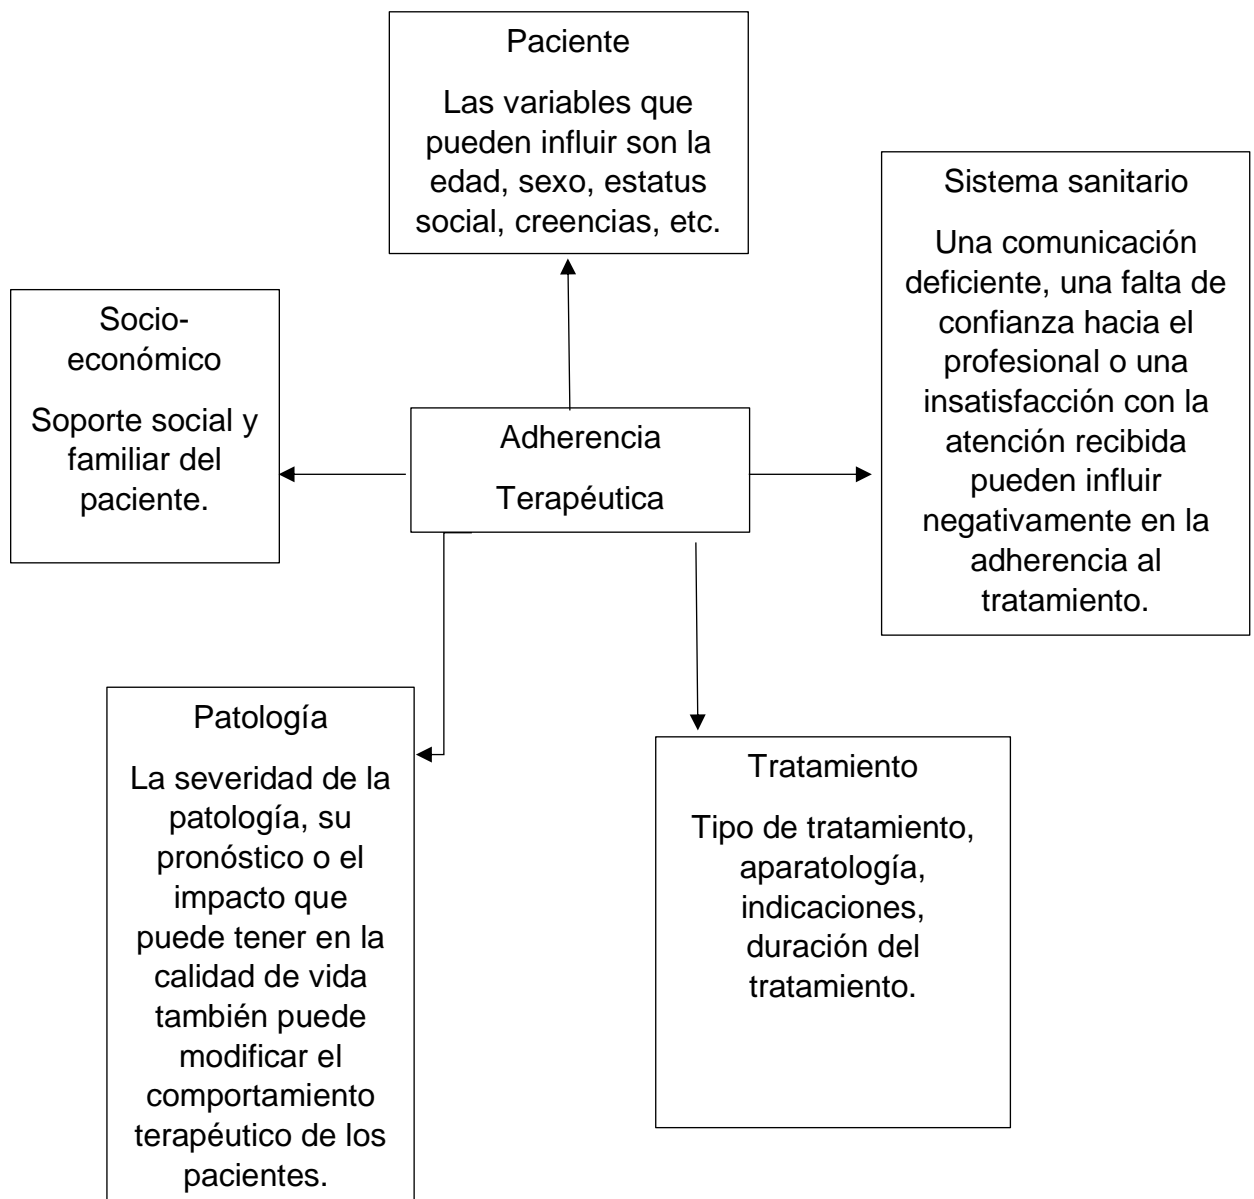 Paciente
Las variables que
pueden influir son la
edad, sexo, estatus
social, creencias, etc.
Sistema sanitario
Una comunicación
deficiente, una falta de
confianza hacia el
profesional o una
insatisfacción con la
atención recibida
pueden influir
negativamente en la
adherencia al
tratamiento.
Socio-
económico
Soporte social y
familiar del
paciente.
Adherencia
Terapéutica
Patología
La severidad de la
patología, su
pronóstico o el
impacto que
puede tener en la
calidad de vida
también puede
modificar el
comportamiento
terapéutico de los
pacientes.
Tratamiento
Tipo de tratamiento,
aparatología,
indicaciones,
duración del
tratamiento.